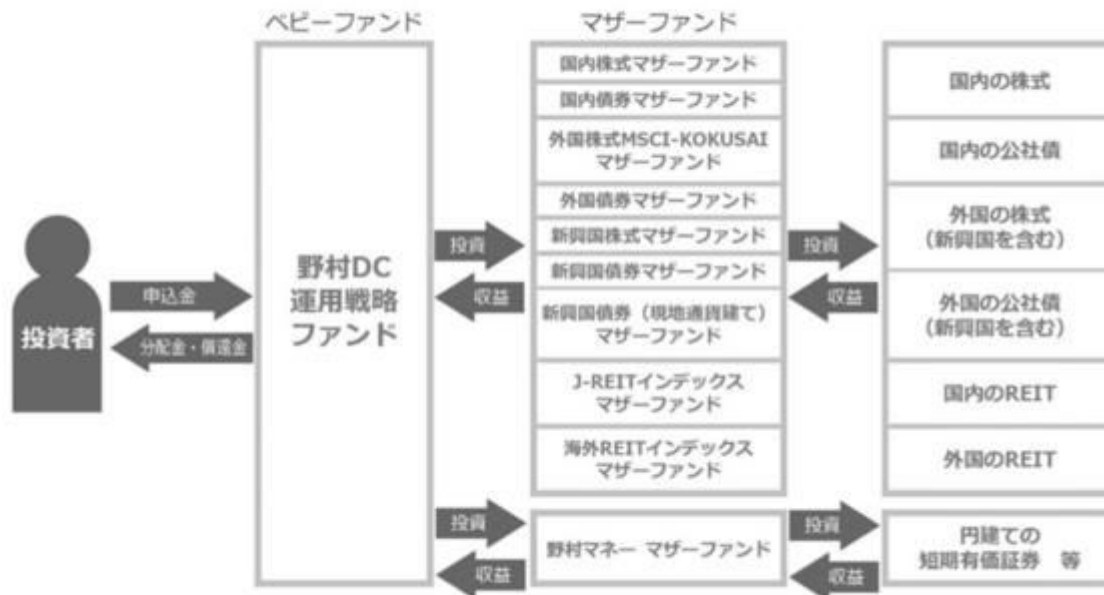 ベビーファンド
マザーファンド
国内株式マザーファンド
国内債券マザーファンド
外国株式MSCI-KOKUSAI
マザーファンド
外国債券マザーファンド
新興国株式マザーファンド
新興国債券マザーファンド
新興国債券（現地通貨建て）
マザーファンド
J-REITインデックス
マザーファンド
海外REITインデックス
マザーファンド
野村マネー マザーファンド
国内の株式
国内の公社債
外国の株式
（新興国を含む）
外国の公社債
（新興国を含む）
国内のREIT
外国のREIT
円建ての
短期有価証券 等
野村DC
運用戦略
ファンド
投資者
申込金
分配金・償還金
投資
収益
投資
収益
投資
収益
投資
収益